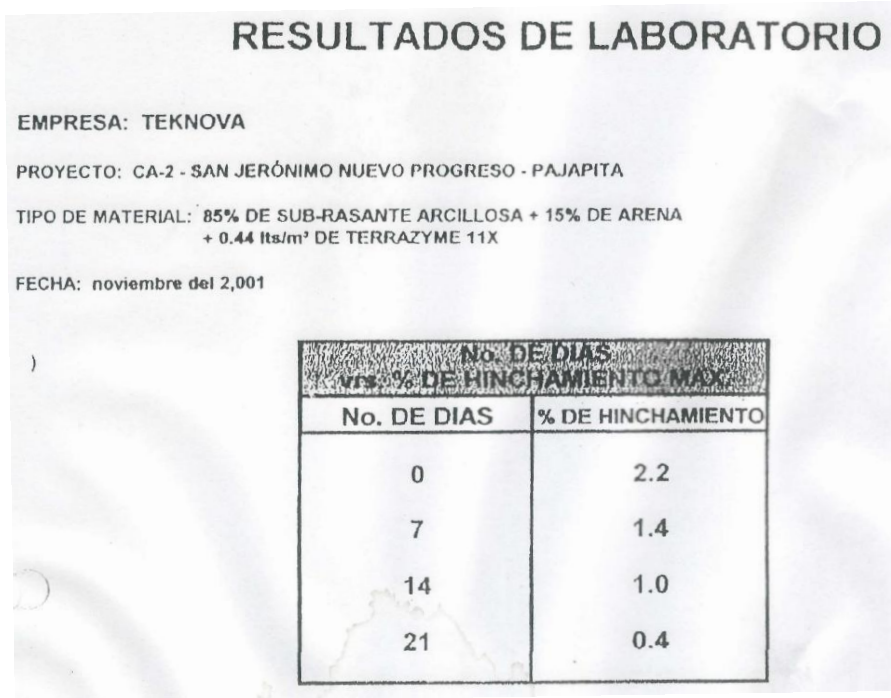 RESULTADOS DE LABORATORIO
EMPRESA: TEKNOVA
PROYECTO: CA-2 - SAN JERÓNIMO NUEVO PROGRESO - PAJAPITA
TIPO DE MATERIAL: 85% DE SUB-RASANTE ARCILLOSA + 15% DE ARENA
+ 0.44 lts/m³ DE TERRAZYME 11X
FECHA: noviembre del 2,001
)
No. DE DIAS
vrs. % DE HINCHAMIENTO MAX.
No. DE DIAS % DE HINCHAMIENTO
0 2.2
7 1.4
14 1.0
21 0.4